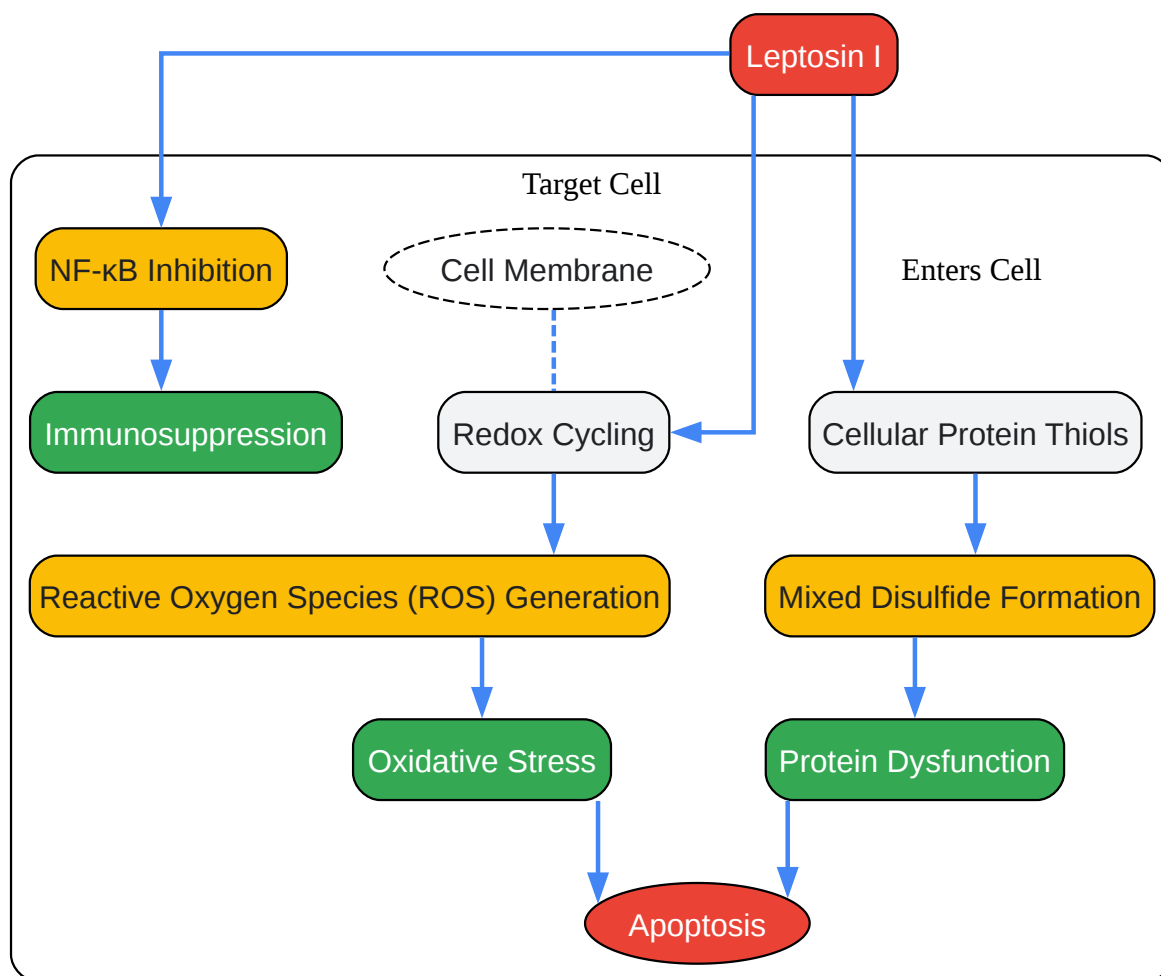 Leptosin I
Target Cell
NF-κB Inhibition
Cell Membrane
Enters Cell
Immunosuppression
Redox Cycling
Cellular Protein Thiols
Reactive Oxygen Species (ROS) Generation
Mixed Disulfide Formation
Oxidative Stress
Protein Dysfunction
Apoptosis